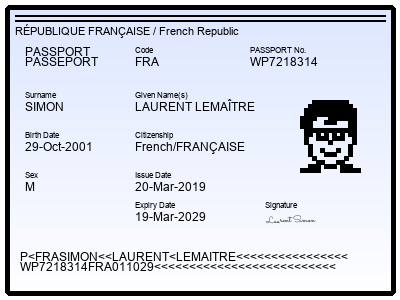 RÉPUBLIQUE FRANÇAISE / French Republic
PASSPORT
PASSEPORT
Code
FRA
PASSPORT No.
WP7218314
Surname
SIMON
Given Name(s)
LAURENT LEMAÎTRE
Birth Date
29-Oct-2001
Citizenship
French/FRANÇAISE
Sex
M
Issue Date
20-Mar-2019
Expiry Date
19-Mar-2029
Signature
Laurent Simon
P<FRASIMON<<LAURENT<LEMAITRE<<<<<<<<<<<<<<<<
WP7218314FRA011029<<<<<<<<<<<<<<<<<<<<<<<<<<